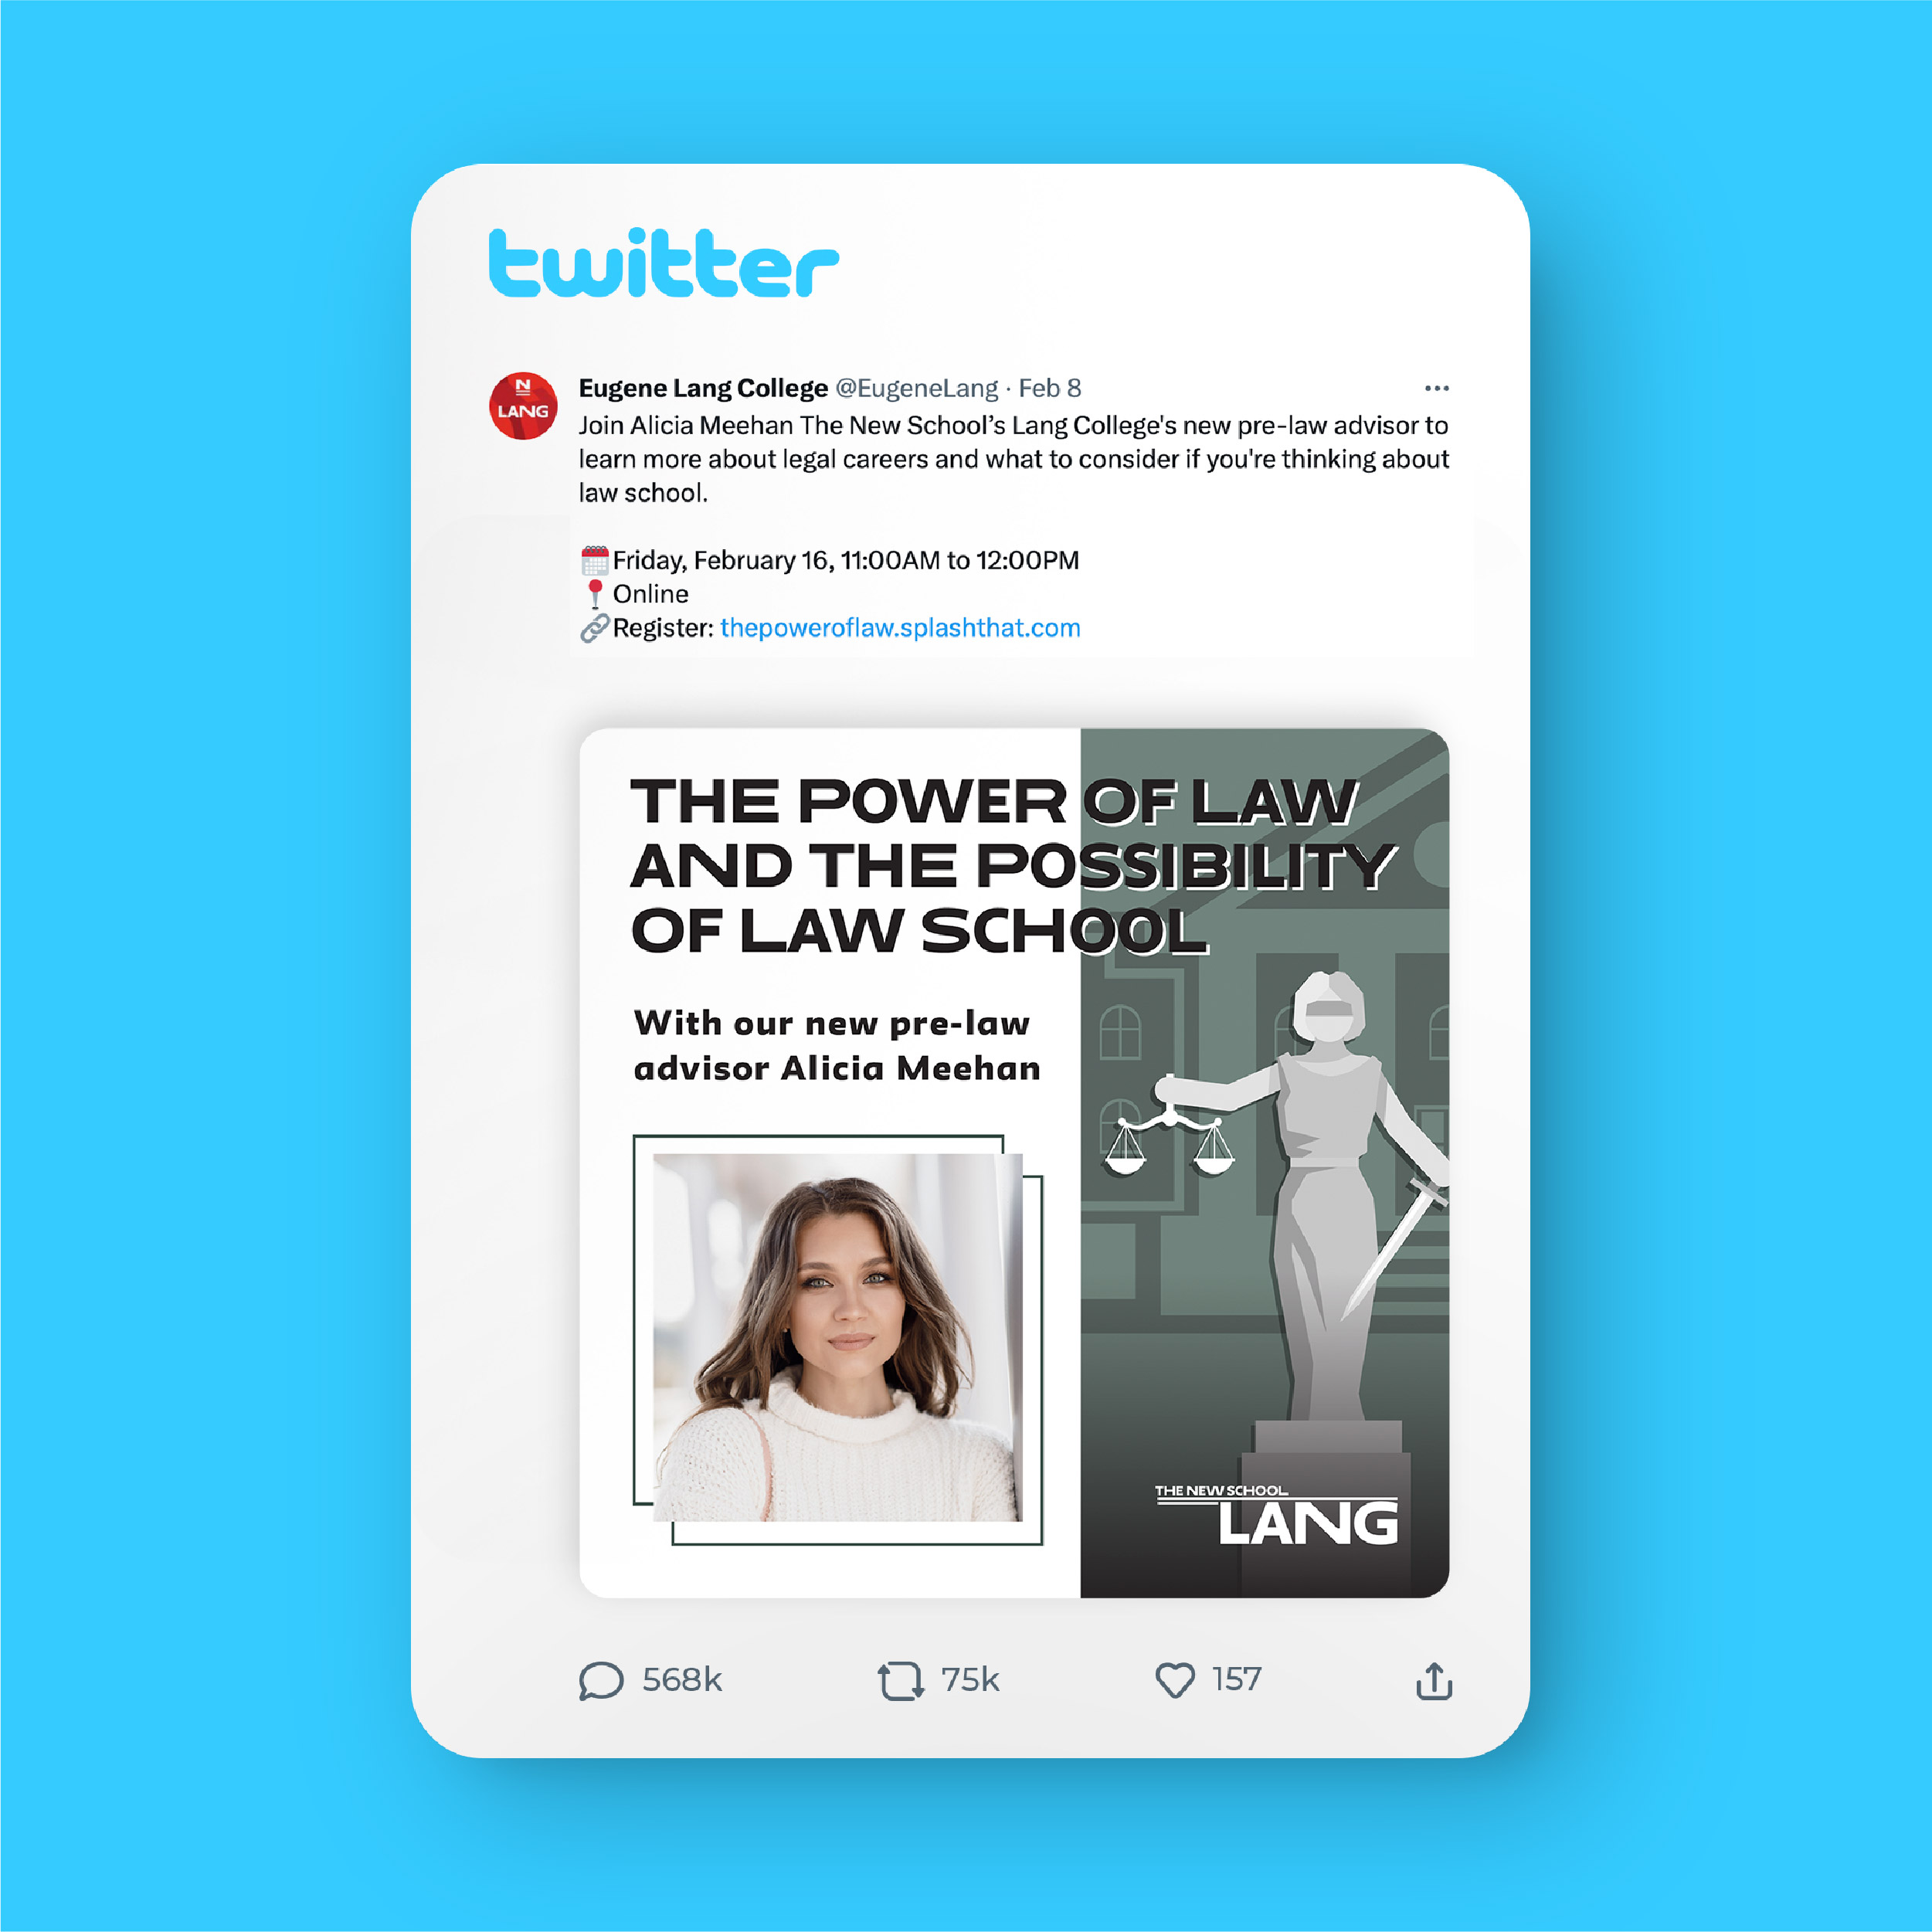 twitter
Eugene Lang College @EugeneLang · Feb 8
Join Alicia Meehan The New School’s Lang College's new pre-law advisor to
learn more about legal careers and what to consider if you're thinking about
law school.
Friday, February 16, 11:00AM to 12:00PM
Online
Register: thepoweroflaw.splashthat.com
N
LANG
THE POWER OF LAW
AND THE POSSIBILITY
OF LAW SCHOOL
With our new pre-law
advisor Alicia Meehan
THE NEW SCHOOL
LANG
568k 75k 157